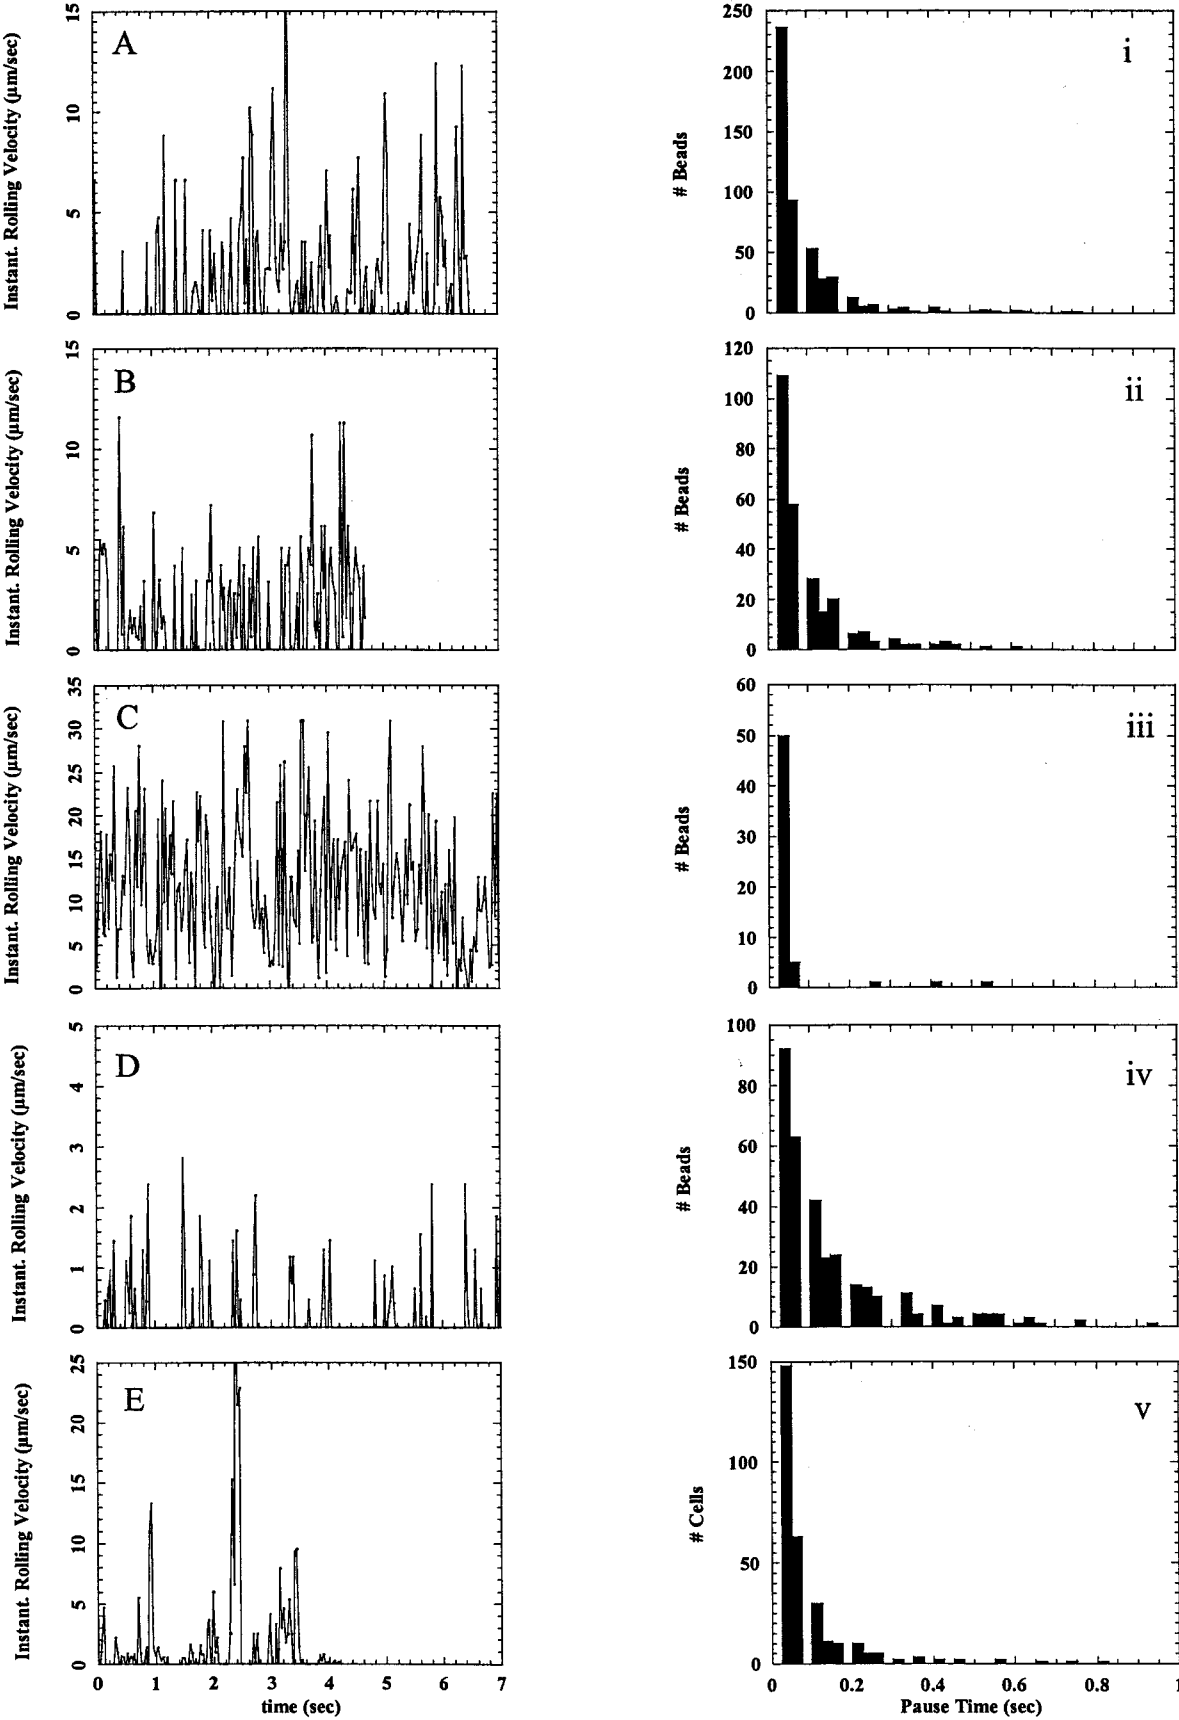 A
Instant. Rolling Velocity (µm/sec)
15
10
5
0
i
# Beads
250
200
150
100
50
0
B
Instant. Rolling Velocity (µm/sec)
15
10
5
0
ii
# Beads
120
100
80
60
40
20
0
C
Instant. Rolling Velocity (µm/sec)
35
30
25
20
15
10
5
0
iii
# Beads
60
50
40
30
20
10
0
D
Instant. Rolling Velocity (µm/sec)
5
4
3
2
1
0
iv
# Beads
100
80
60
40
20
0
E
Instant. Rolling Velocity (µm/sec)
25
20
15
10
5
0
0 1 2 3 4 5 6 7
time (sec)
v
# Cells
150
100
50
0
0 0.2 0.4 0.6 0.8 1
Pause Time (sec)